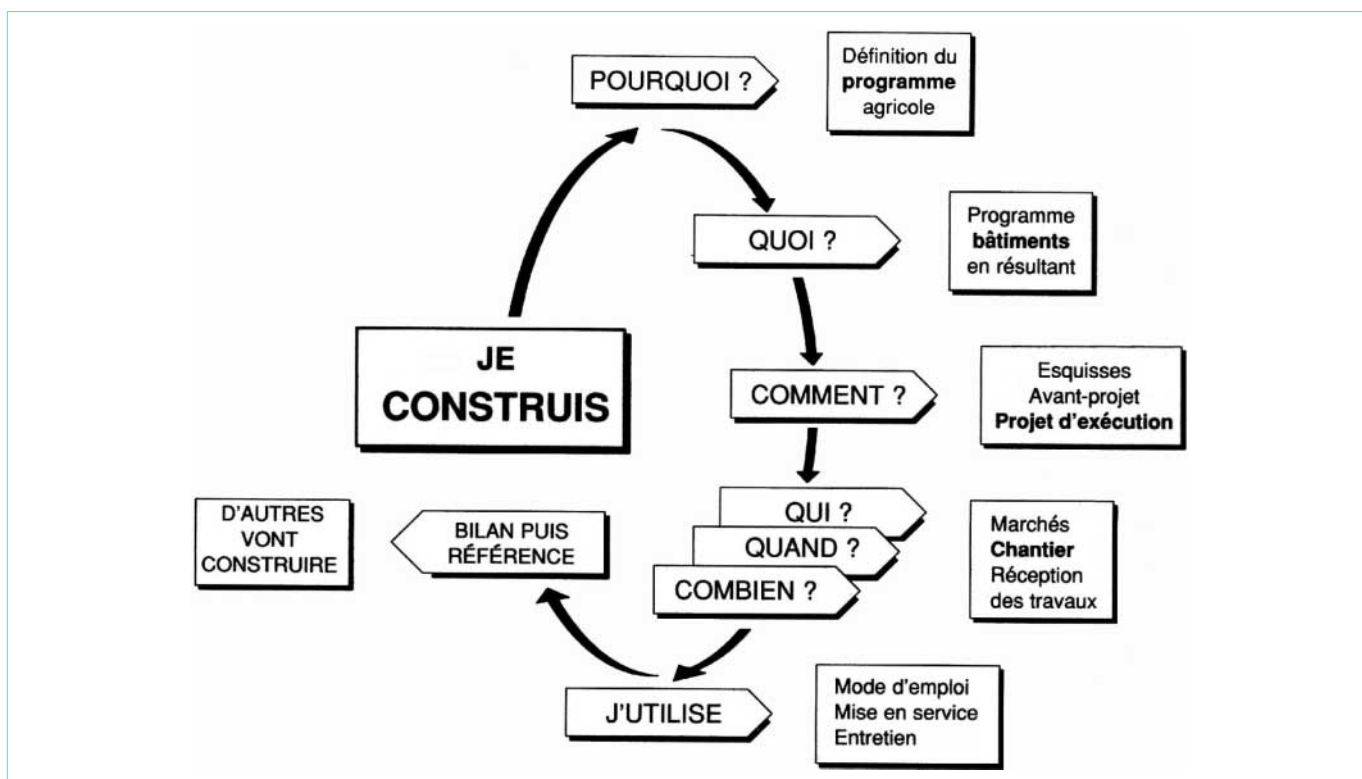 POURQUOI ?
Définition du
programme
agricole
QUOI ?
Programme
bâtiments
en résultant
JE
CONSTRUIS
COMMENT ?
Esquisses
Avant-projet
Projet d'exécution
QUI ?
QUAND ?
COMBIEN ?
Marchés
Chantier
Réception
des travaux
J'UTILISE
Mode d'emploi
Mise en service
Entretien
BILAN PUIS
RÉFÉRENCE
D'AUTRES
VONT
CONSTRUIRE